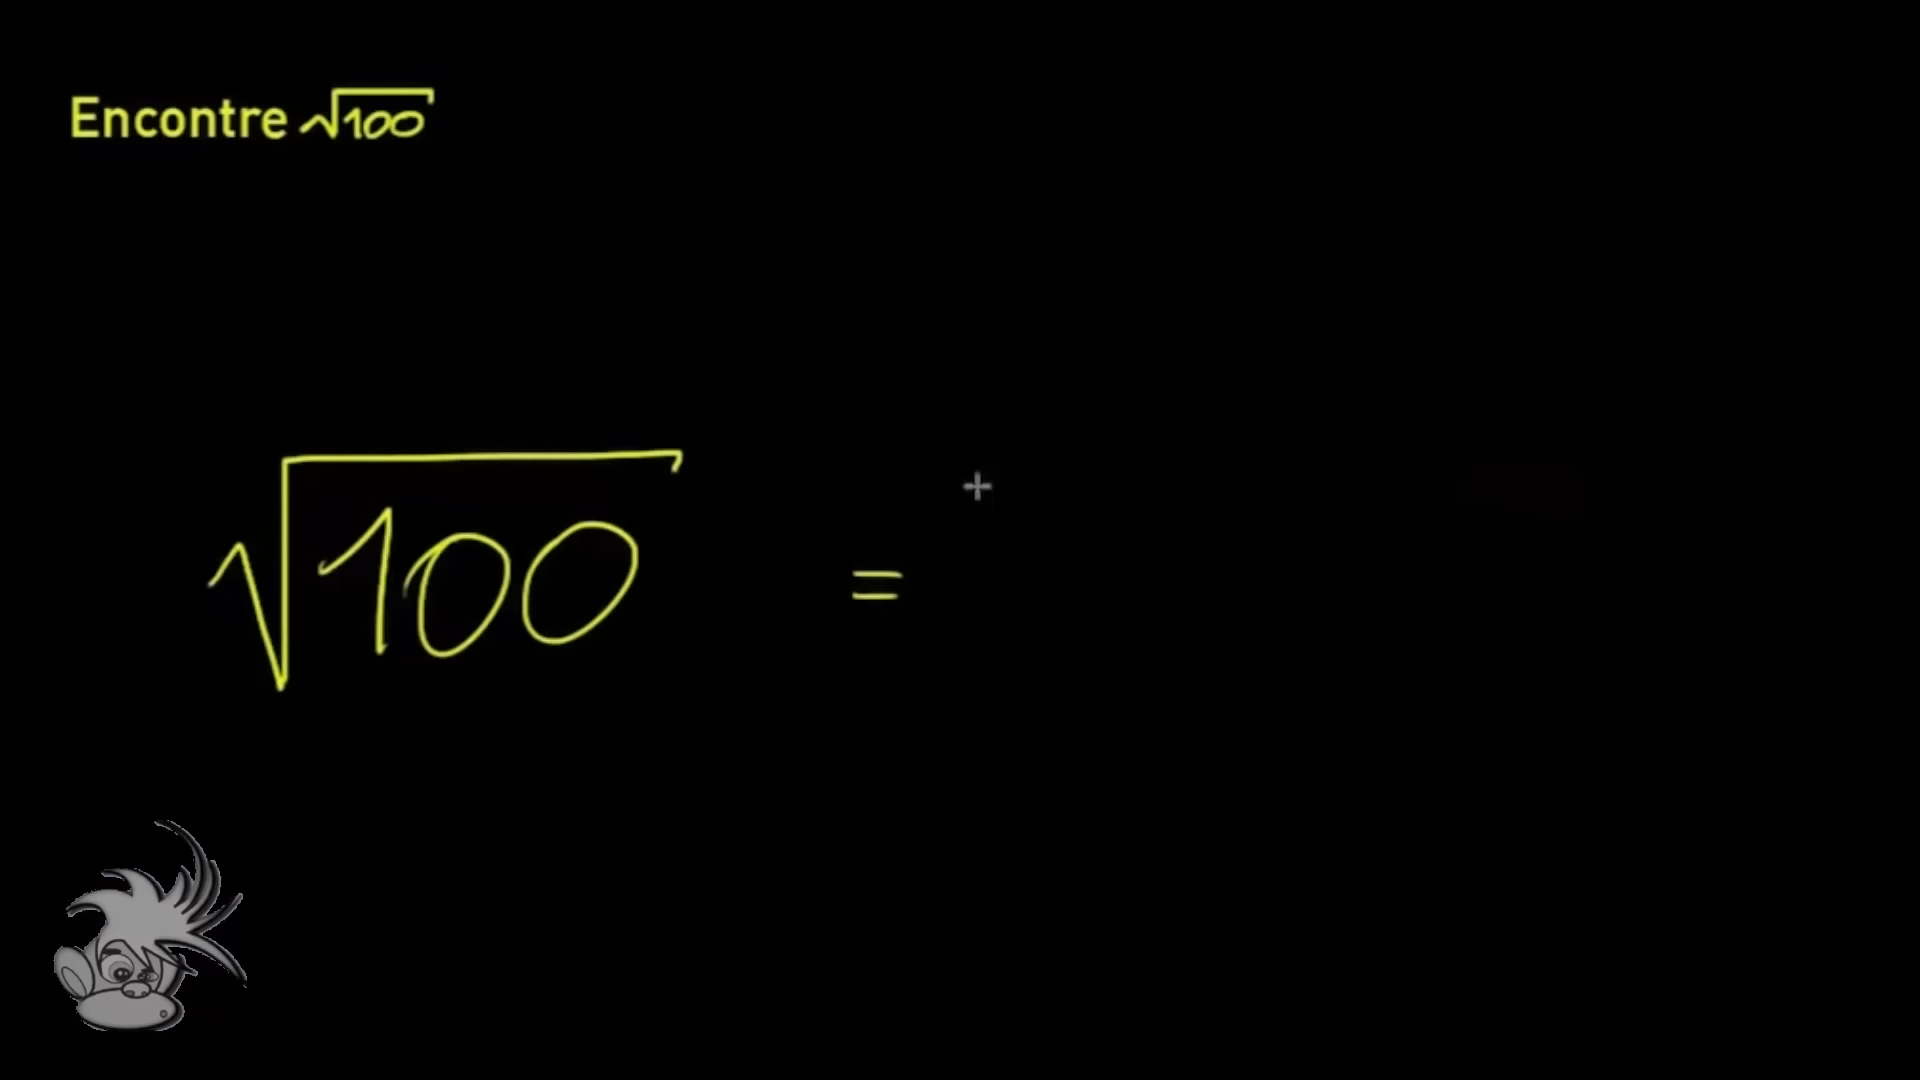 Encontre √100
√100 =